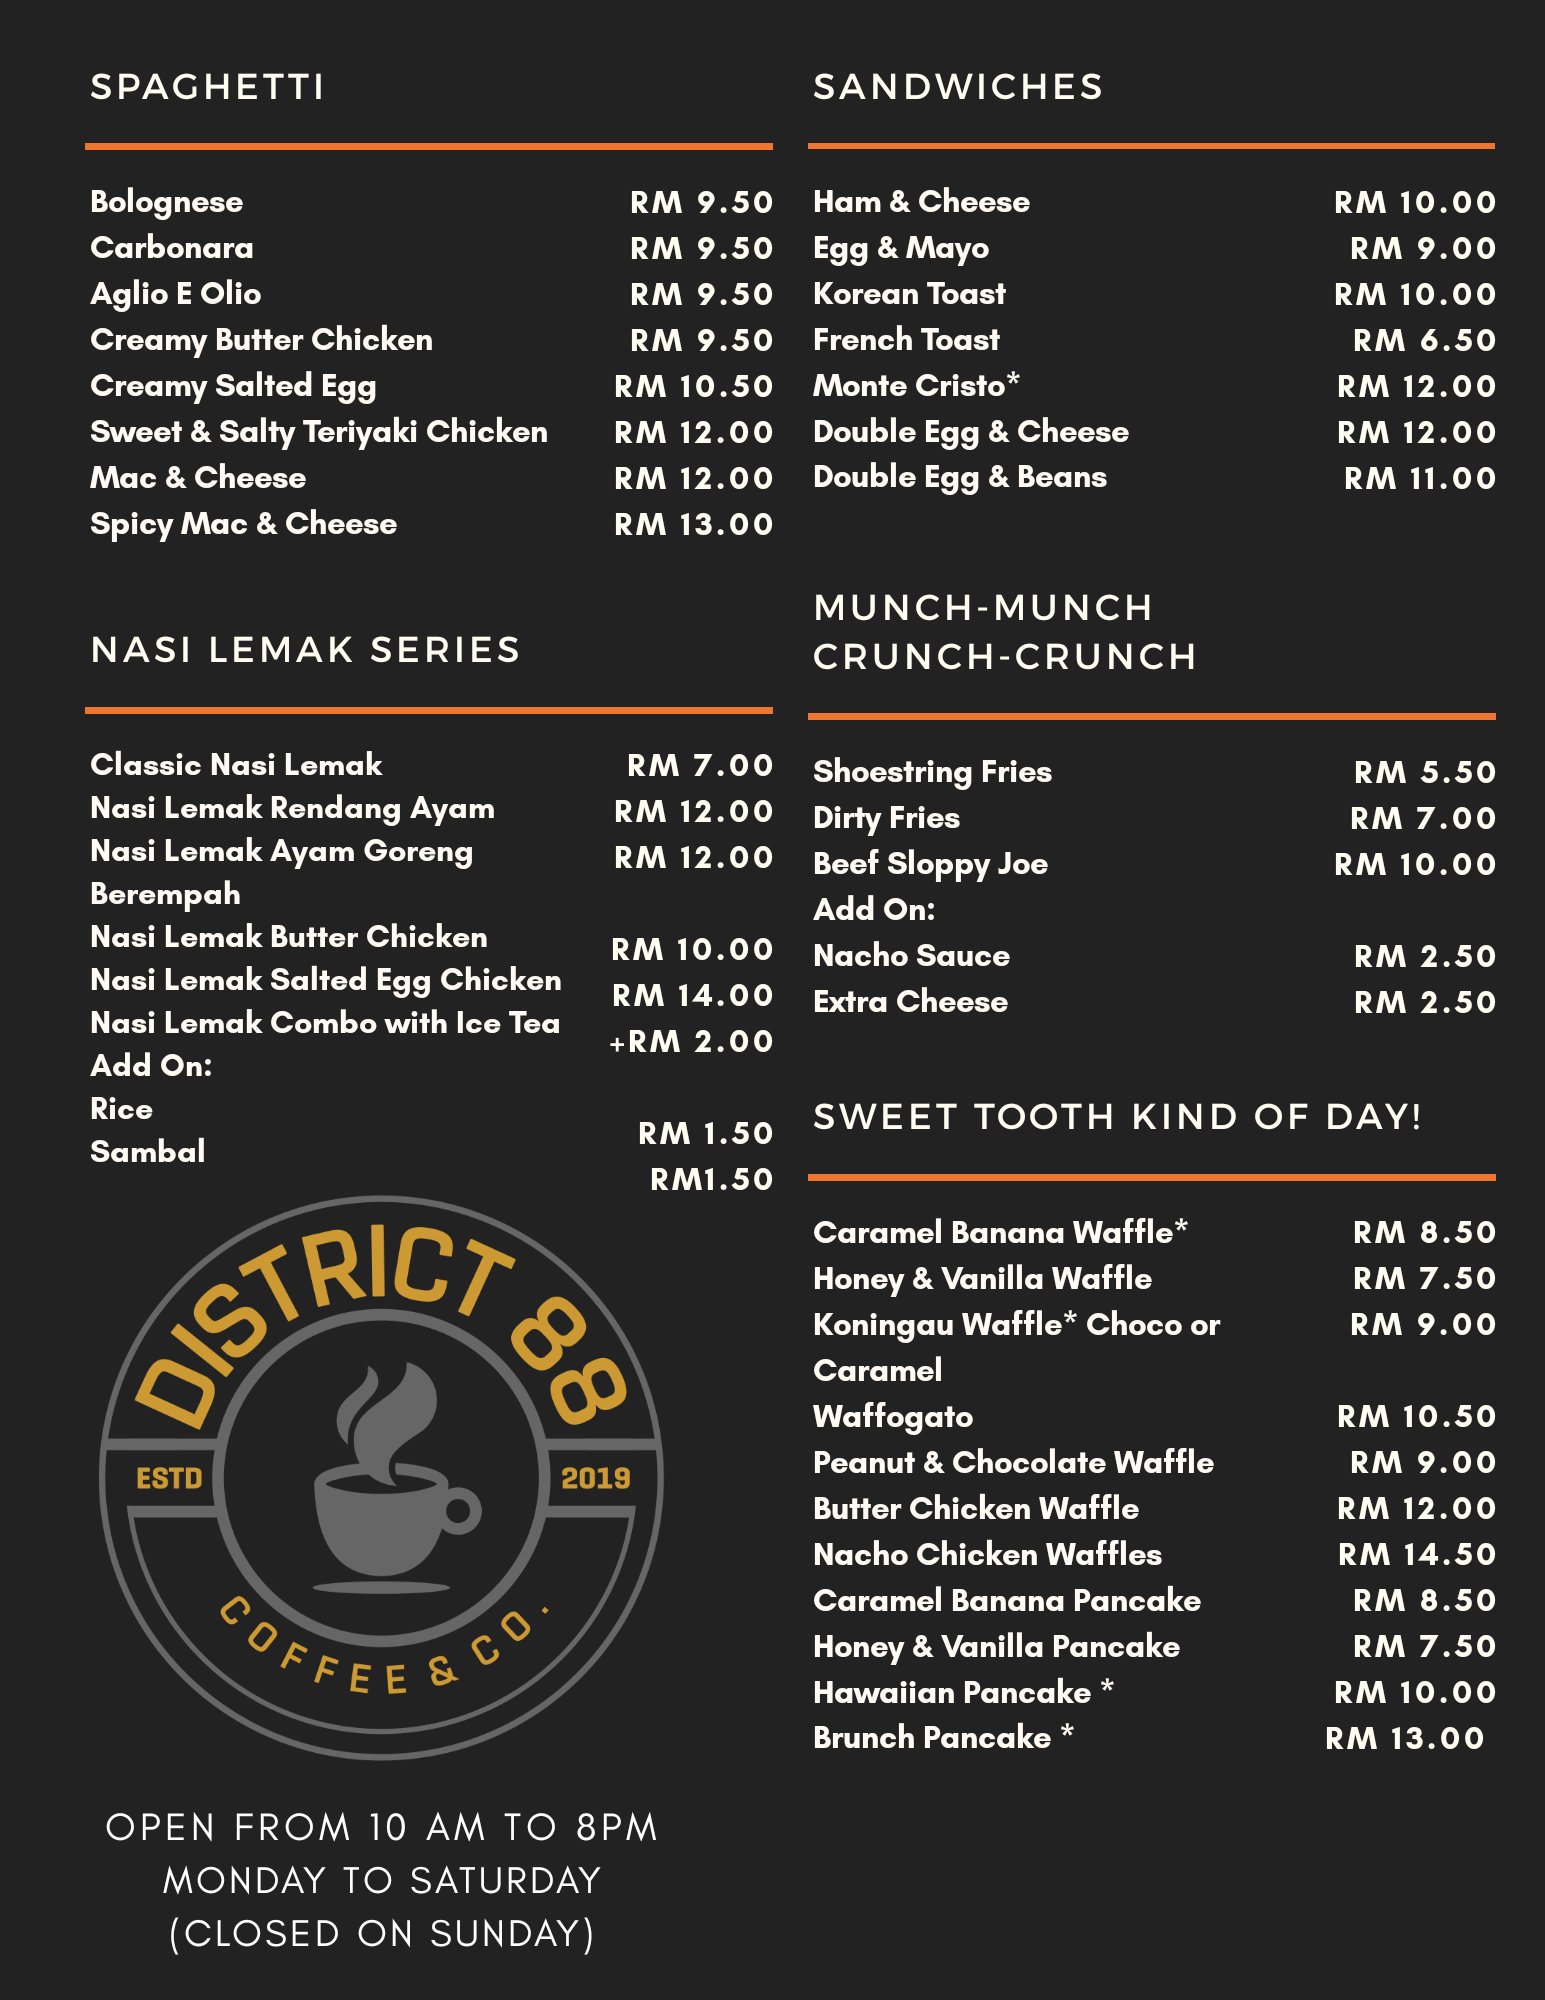 SPAGHETTI
Bolognese RM 9.50
Carbonara RM 9.50
Aglio E Olio RM 9.50
Creamy Butter Chicken RM 9.50
Creamy Salted Egg RM 10.50
Sweet & Salty Teriyaki Chicken RM 12.00
Mac & Cheese RM 12.00
Spicy Mac & Cheese RM 13.00
NASI LEMAK SERIES
Classic Nasi Lemak RM 7.00
Nasi Lemak Rendang Ayam RM 12.00
Nasi Lemak Ayam Goreng RM 12.00
Berempah
Nasi Lemak Butter Chicken RM 10.00
Nasi Lemak Salted Egg Chicken RM 14.00
Nasi Lemak Combo with Ice Tea +RM 2.00
Add On:
Rice RM 1.50
Sambal RM1.50
DISTRICT 88
ESTD 2019
COFFEE & CO.
OPEN FROM 10 AM TO 8PM
MONDAY TO SATURDAY
(CLOSED ON SUNDAY)
SANDWICHES
Ham & Cheese RM 10.00
Egg & Mayo RM 9.00
Korean Toast RM 10.00
French Toast RM 6.50
Monte Cristo* RM 12.00
Double Egg & Cheese RM 12.00
Double Egg & Beans RM 11.00
MUNCH-MUNCH
CRUNCH-CRUNCH
Shoestring Fries RM 5.50
Dirty Fries RM 7.00
Beef Sloppy Joe RM 10.00
Add On:
Nacho Sauce RM 2.50
Extra Cheese RM 2.50
SWEET TOOTH KIND OF DAY!
Caramel Banana Waffle* RM 8.50
Honey & Vanilla Waffle RM 7.50
Koningau Waffle* Choco or RM 9.00
Caramel
Waffogato RM 10.50
Peanut & Chocolate Waffle RM 9.00
Butter Chicken Waffle RM 12.00
Nacho Chicken Waffles RM 14.50
Caramel Banana Pancake RM 8.50
Honey & Vanilla Pancake RM 7.50
Hawaiian Pancake * RM 10.00
Brunch Pancake * RM 13.00